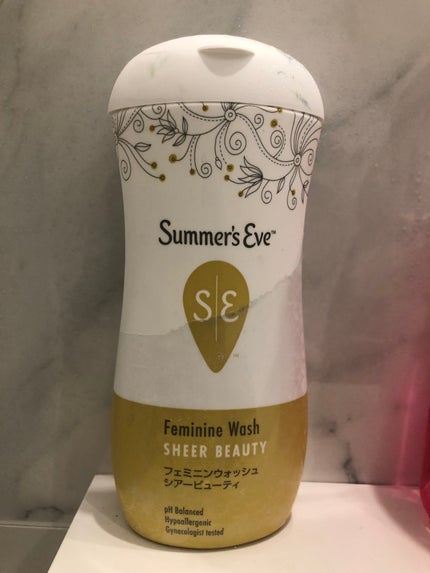 Summer's Eve™
S|E
™
Feminine Wash
SHEER BEAUTY
フェミニンウォッシュ
シアービューティ
pH Balanced
Hypoallergenic
Gynecologist tested